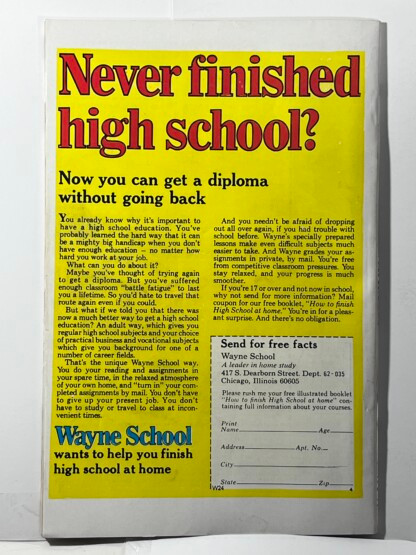 Never finished
high school?
Now you can get a diploma
without going back
You already know why it's important to
have a high school education. You've
probably learned the hard way that it can
be a mighty big handicap when you don't
have enough education — no matter how
hard you work at your job.
What can you do about it?
Maybe you've thought of trying again
to get a diploma. But you've suffered
enough classroom "battle fatigue" to last
you a lifetime. So you'd hate to travel that
route again even if you could.
But what if we told you that there was
now a much better way to get a high school
education? An adult way, which gives you
regular high school subjects and your choice
of practical business and vocational subjects
which give you background for one of a
number of career fields.
That's the unique Wayne School Way.
You do your reading and assignments in
your spare time, in the relaxed atmosphere
of your own home, and "turn in" your com-
pleted assignments by mail. You don't have
to give up your present job. You don't
have to study or travel to class at incon-
venient times.
Wayne School
wants to help you finish
high school at home
And you needn't be afraid of dropping
out all over again, if you had trouble with
school before. Wayne's specially prepared
lessons make even difficult subjects much
easier to take. And Wayne grades your as-
signments in private, by mail. You're free
from competitive classroom pressures. You
stay relaxed, and your progress is much
smoother.
If you're 17 or over and not now in school,
why not send for more information? Mail
coupon for our free booklet, "How to finish
High School at home." You're in for a pleas-
ant surprise. And there's no obligation.
Send for free facts
Wayne School
A leader in home study
417 S. Dearborn Street. Dept. 62-035
Chicago, Illinois 60605
Please rush me your free illustrated booklet
"How to finish High School at Home" con-
taining full information about your courses.
Print
Name Age
Address Apt. No.
City
State Zip
W24 4